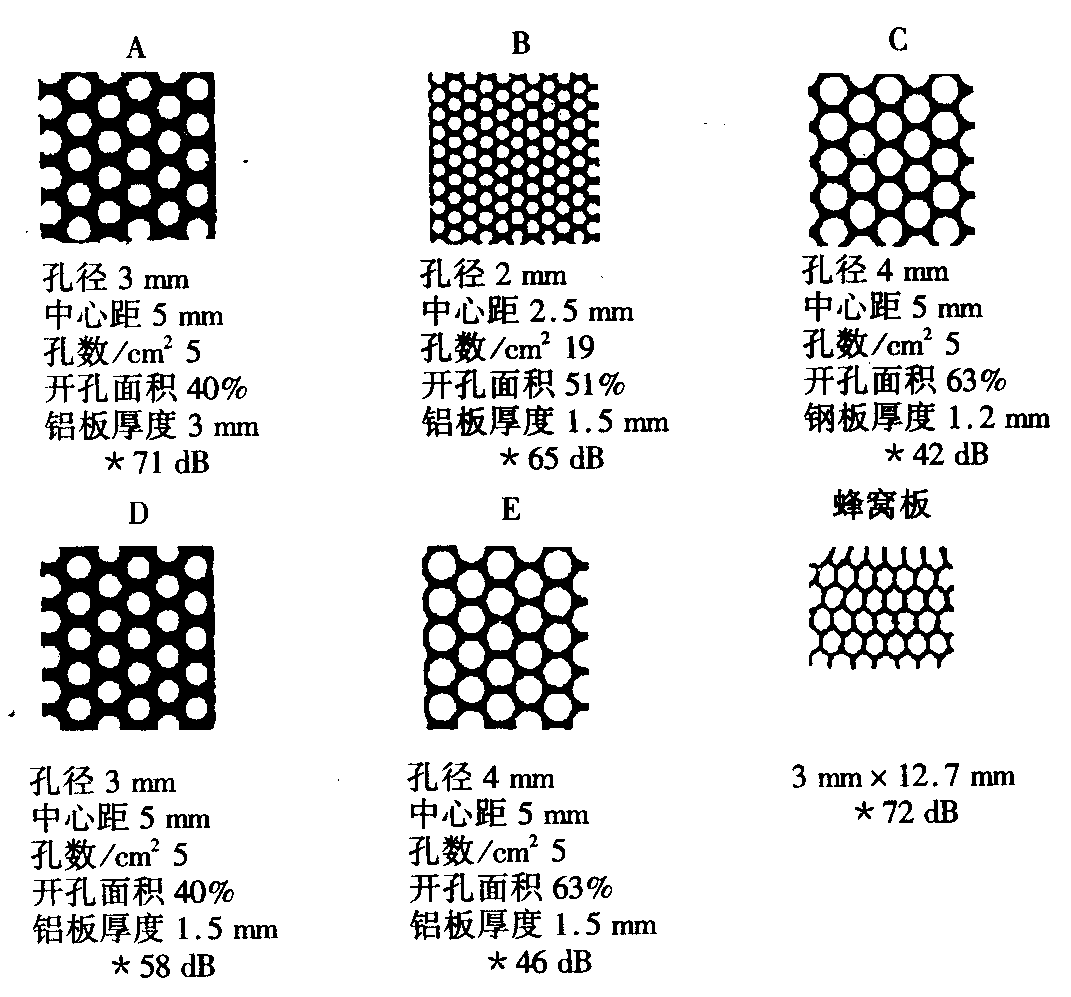 A
孔径 3 mm
中心距 5 mm
孔数/cm² 5
开孔面积 40%
铝板厚度 3 mm
* 71 dB
B
孔径 2 mm
中心距 2.5 mm
孔数/cm² 19
开孔面积 51%
铝板厚度 1.5 mm
* 65 dB
C
孔径 4 mm
中心距 5 mm
孔数/cm² 5
开孔面积 63%
钢板厚度 1.2 mm
* 42 dB
D
孔径 3 mm
中心距 5 mm
孔数/cm² 5
开孔面积 40%
铝板厚度 1.5 mm
* 58 dB
E
孔径 4 mm
中心距 5 mm
孔数/cm² 5
开孔面积 63%
铝板厚度 1.5 mm
* 46 dB
蜂窝板
3 mm × 12.7 mm
* 72 dB